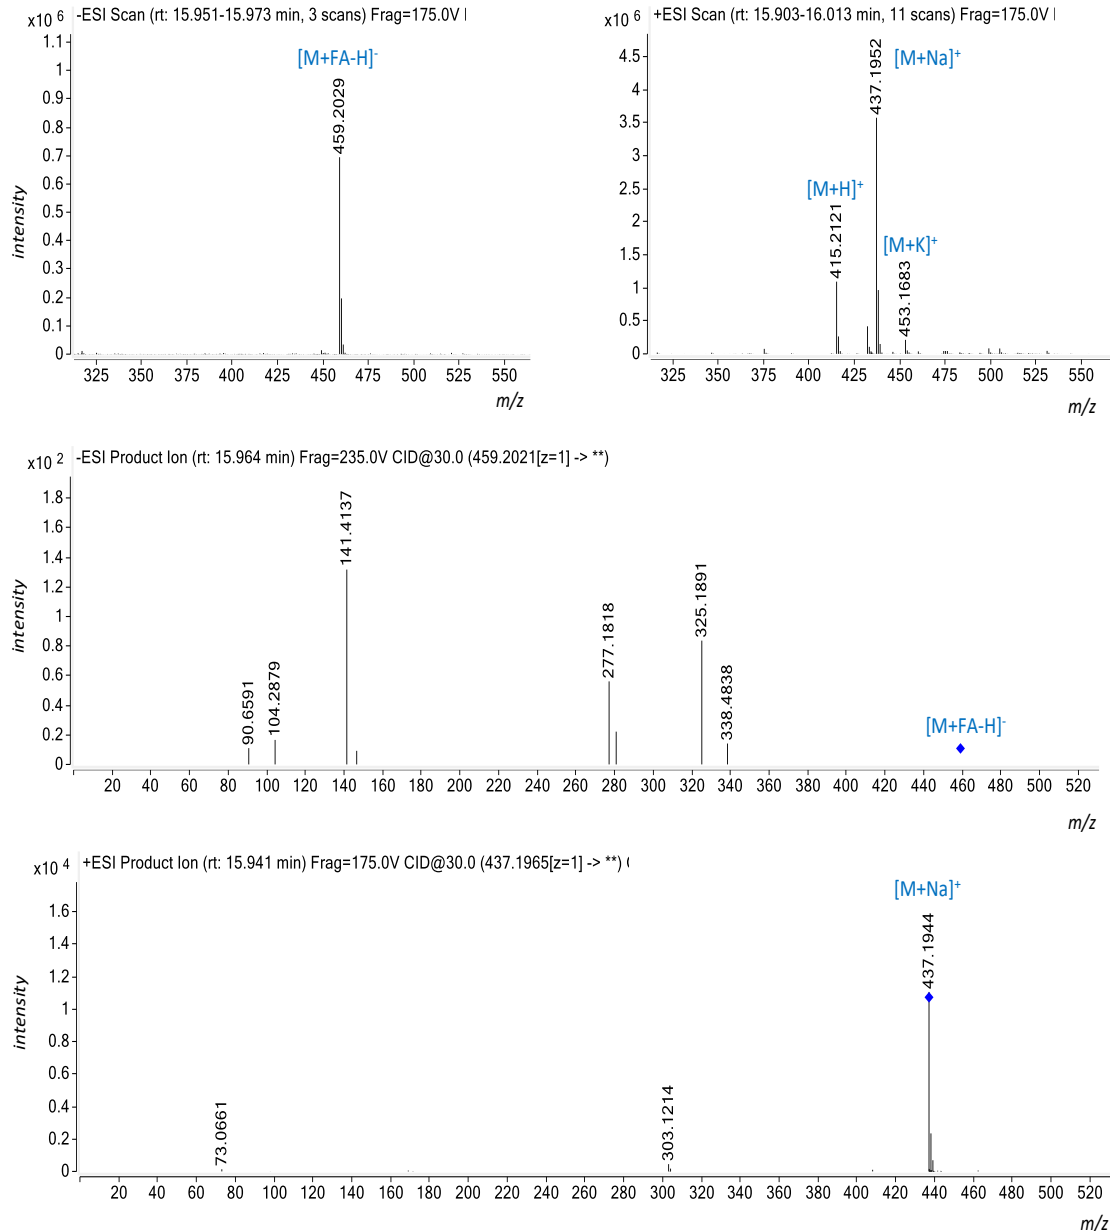 x10 6 -ESI Scan (rt: 15.951-15.973 min, 3 scans) Frag=175.0V
1.1
1
0.9
0.8
0.7
0.6
0.5
0.4
0.3
0.2
0.1
0
intensity
[M+FA-H]-
459.2029
325 350 375 400 425 450 475 500 525 550
m/z
x10 6 +ESI Scan (rt: 15.903-16.013 min, 11 scans) Frag=175.0V
4.5
4
3.5
3
2.5
2
1.5
1
0.5
0
intensity
[M+Na]+
437.1952
[M+H]+
415.2121
[M+K]+
453.1683
325 350 375 400 425 450 475 500 525 550
m/z
x10 2 -ESI Product Ion (rt: 15.964 min) Frag=235.0V CID@30.0 (459.2021[z=1] -> **)
1.8
1.6
1.4
1.2
1
0.8
0.6
0.4
0.2
0
intensity
90.6591
104.2879
141.4137
277.1818
325.1891
338.4838
[M+FA-H]-
20 40 60 80 100 120 140 160 180 200 220 240 260 280 300 320 340 360 380 400 420 440 460 480 500 520
m/z
x10 4 +ESI Product Ion (rt: 15.941 min) Frag=175.0V CID@30.0 (437.1965[z=1] -> **)
1.6
1.4
1.2
1
0.8
0.6
0.4
0.2
0
intensity
73.0661
303.1214
[M+Na]+
437.1944
20 40 60 80 100 120 140 160 180 200 220 240 260 280 300 320 340 360 380 400 420 440 460 480 500 520
m/z